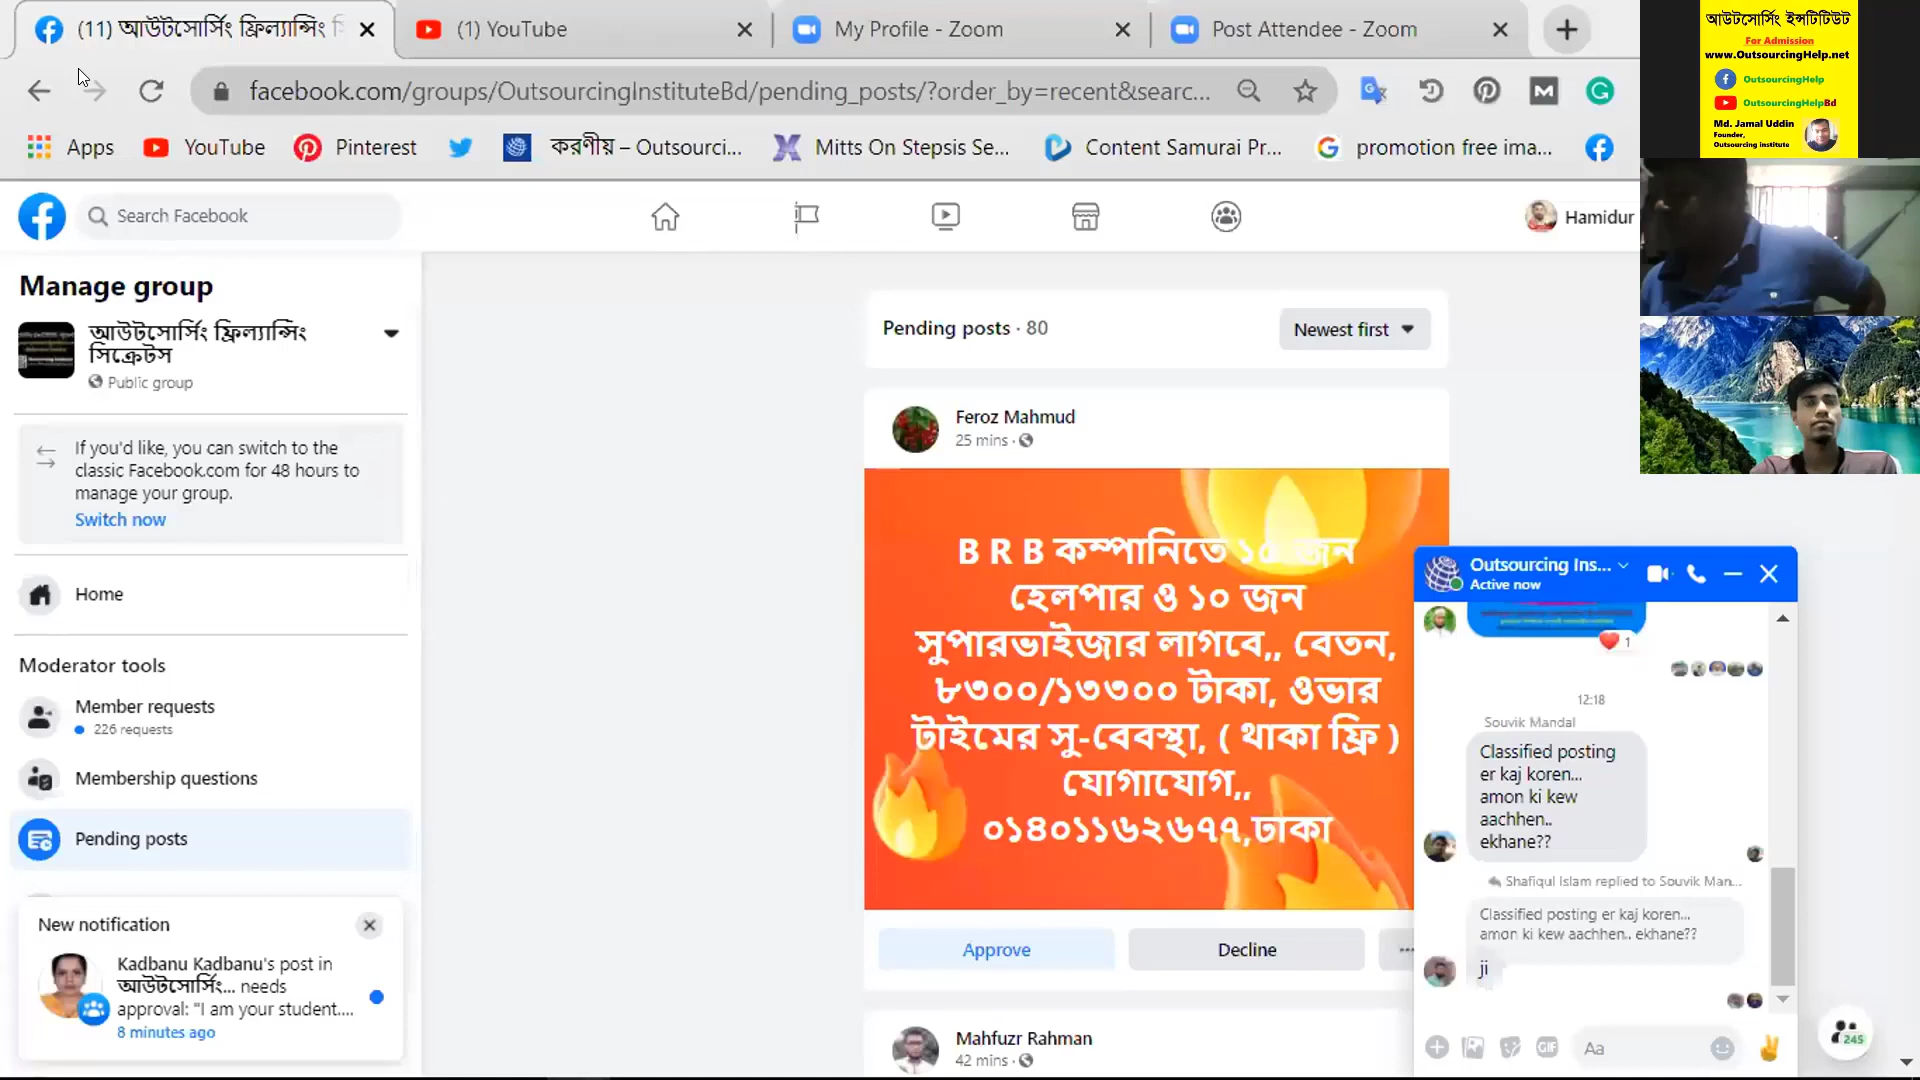 (11) আউটসোর্সিং ফ্রিল্যান্সিং
(1) YouTube
My Profile - Zoom
Post Attendee - Zoom
facebook.com/groups/OutsourcingInstituteBd/pending_posts/?order_by=recent&searc...
Apps
YouTube
Pinterest
করণীয় – Outsourci...
Mitts On Stepsis Se...
Content Samurai Pr...
promotion free ima...
আউটসোর্সিং ইন্সটিটিউট
For Admission
www.OutsourcingHelp.net
OutsourcingHelp
OutsourcingHelpBd
Md. Jamal Uddin
Founder,
Outsourcing institute
Search Facebook
Hamidur
Manage group
আউটসোর্সিং ফ্রিল্যান্সিং
সিক্রেটস
Public group
If you'd like, you can switch to the
classic Facebook.com for 48 hours to
manage your group.
Switch now
Home
Moderator tools
Member requests
226 requests
Membership questions
Pending posts
New notification
Kadbanu Kadbanu's post in
আউটসোর্সিং... needs
approval: "I am your student....
8 minutes ago
Pending posts · 80
Newest first
Feroz Mahmud
25 mins ·
B R B কম্পানিতে ১৫ জন
হেলপার ও ১০ জন
সুপারভাইজার লাগবে,, বেতন,
৮৩০০/১৩৩০০ টাকা, ওভার
টাইমের সু-বেবস্থা, ( থাকা ফ্রি )
যোগাযোগ,,
০১৪০১১৬২৬৭৭,ঢাকা
Approve
Decline
...
Mahfuzr Rahman
42 mins ·
Outsourcing Ins...
Active now
1
12:18
Souvik Mandal
Classified posting
er kaj koren...
amon ki kew
aachhen..
ekhane??
Shafiqul Islam replied to Souvik Man...
Classified posting er kaj koren...
amon ki kew aachhen.. ekhane??
ji
GIF
Aa
245